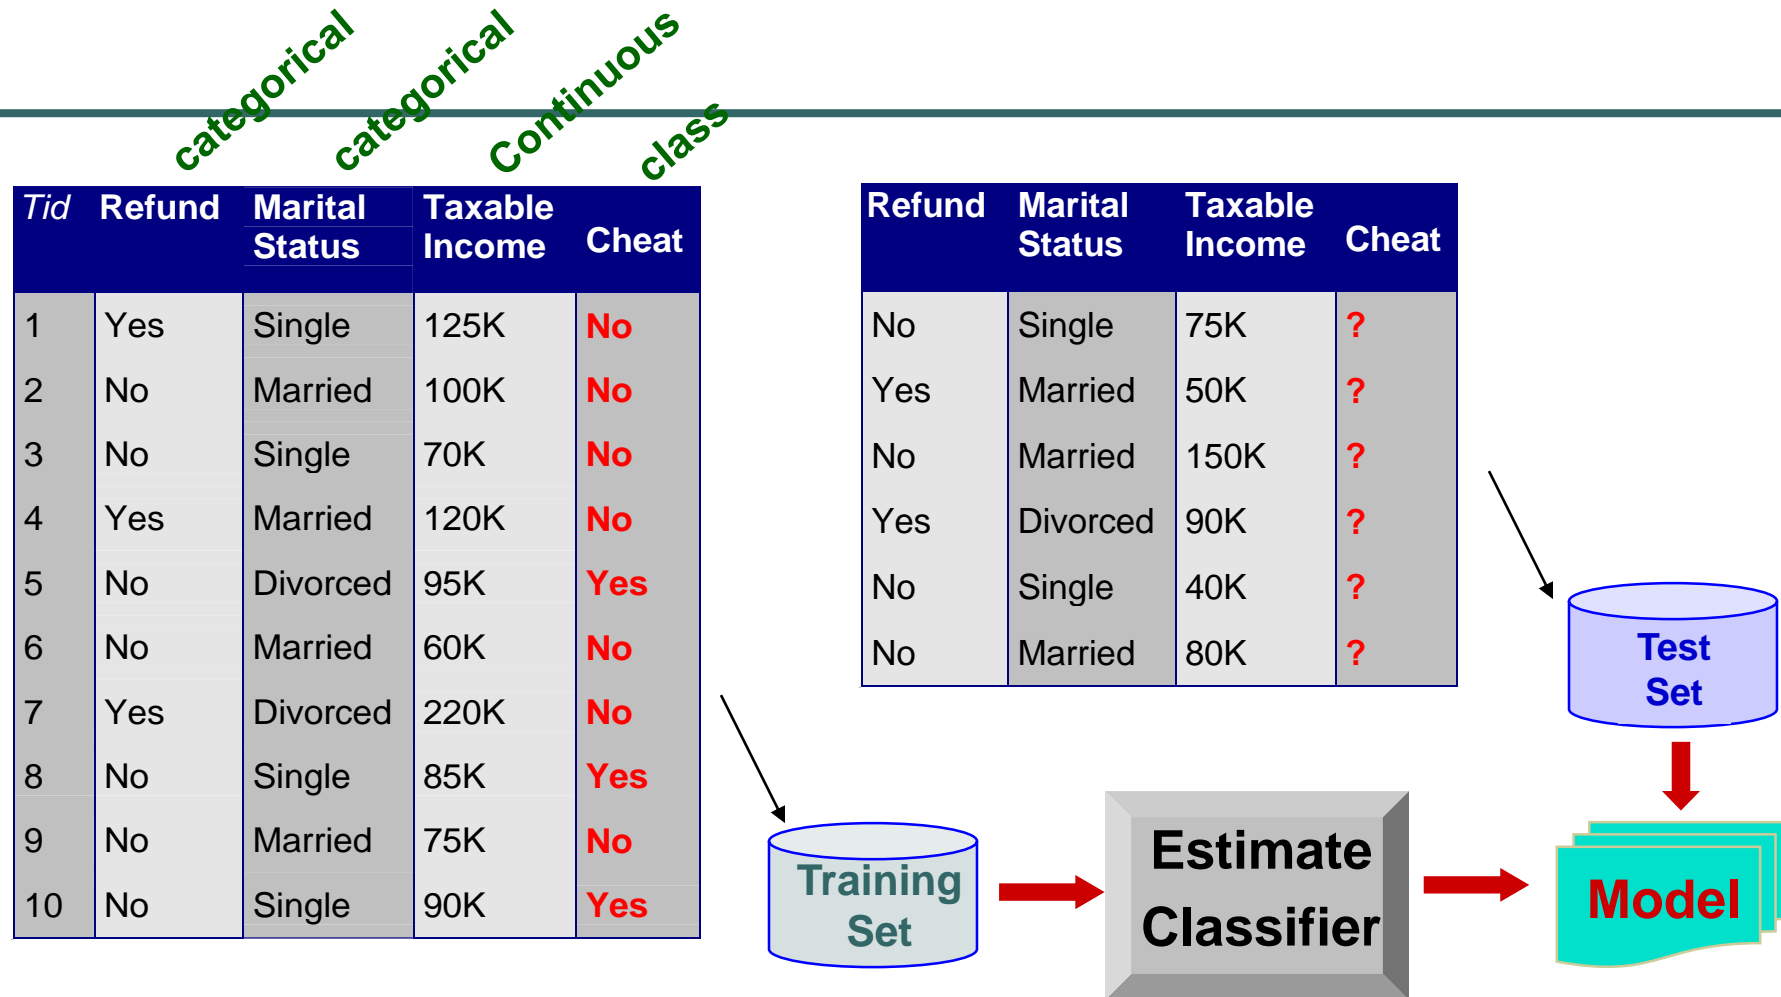 categorical
categorical
Continuous
class
Tid Refund Marital Status Taxable Income Cheat
1 Yes Single 125K No
2 No Married 100K No
3 No Single 70K No
4 Yes Married 120K No
5 No Divorced 95K Yes
6 No Married 60K No
7 Yes Divorced 220K No
8 No Single 85K Yes
9 No Married 75K No
10 No Single 90K Yes
Refund Marital Status Taxable Income Cheat
No Single 75K ?
Yes Married 50K ?
No Married 150K ?
Yes Divorced 90K ?
No Single 40K ?
No Married 80K ?
Test
Set
Training
Set
Estimate
Classifier
Model